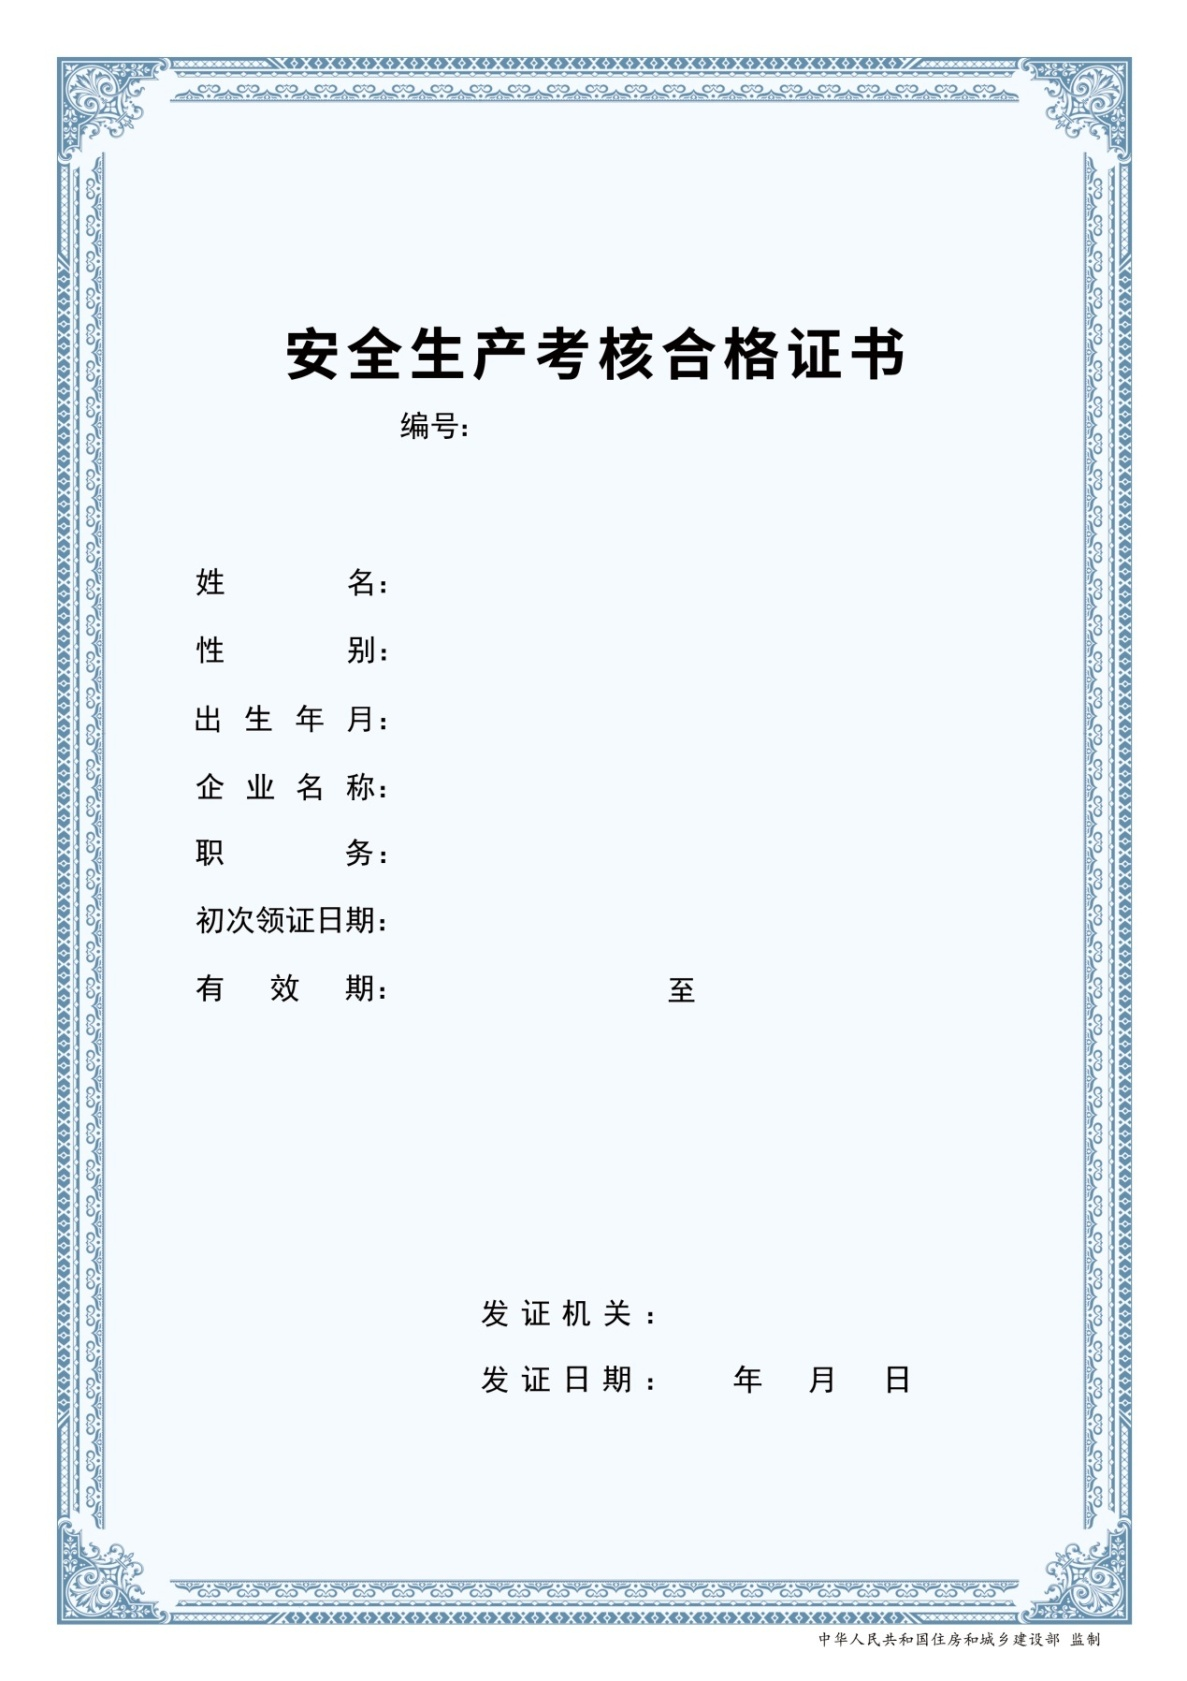 安全生产考核合格证书
编号：
姓 名：
性 别：
出生年月：
企业名称：
职 务：
初次领证日期：
有 效 期： 至
发证机关：
发证日期： 年 月 日
中华人民共和国住房和城乡建设部 监制